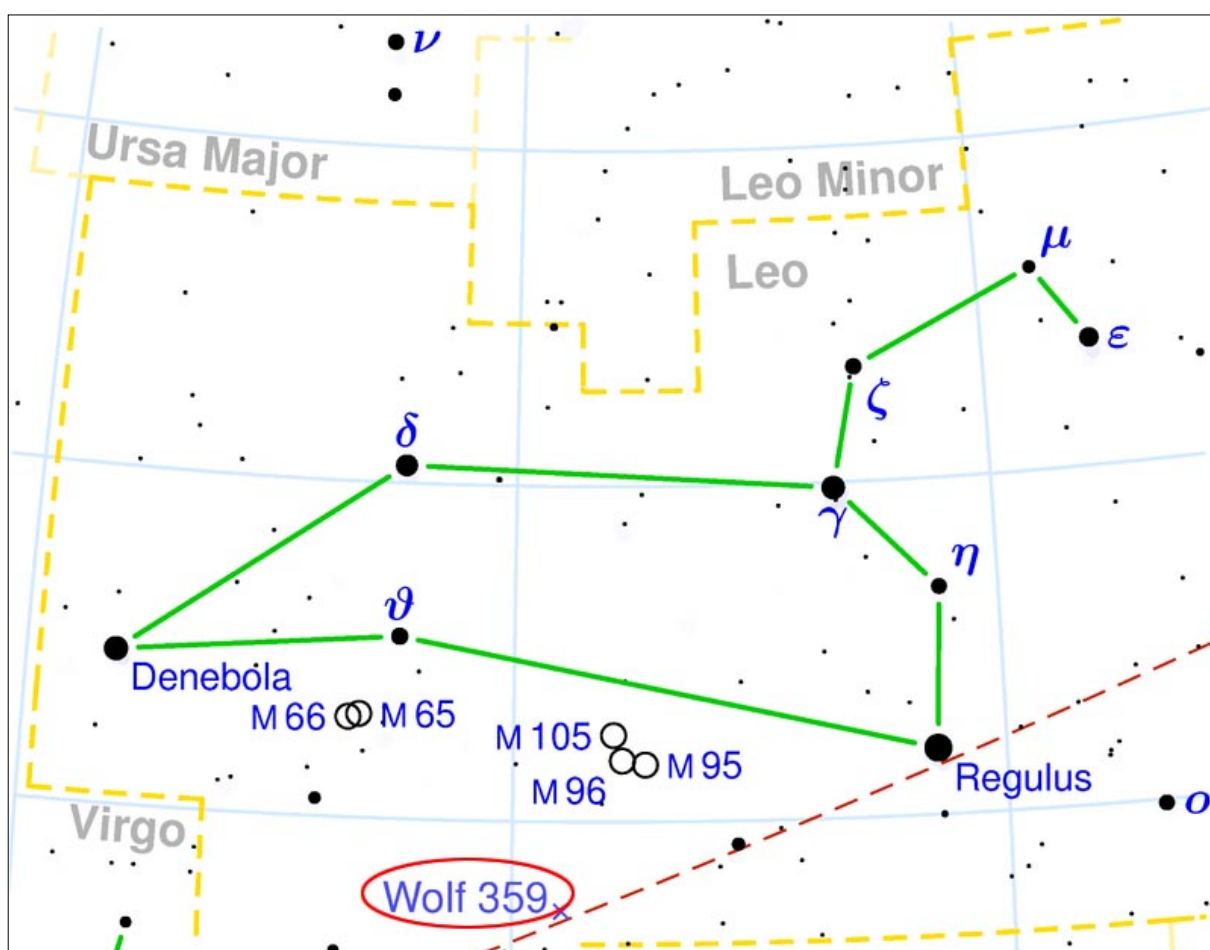 ν
Ursa Major
Leo Minor
μ
Leo
ε
ζ
δ
γ
η
ϑ
Denebola
M 66
M 65
M 105
M 95
M 96
Regulus
ο
Virgo
Wolf 359